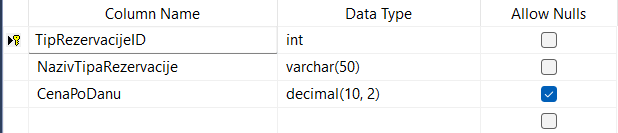 Column Name Data Type Allow Nulls
TipRezervacijeID int
NazivTipaRezervacije varchar(50)
CenaPoDanu decimal(10, 2)